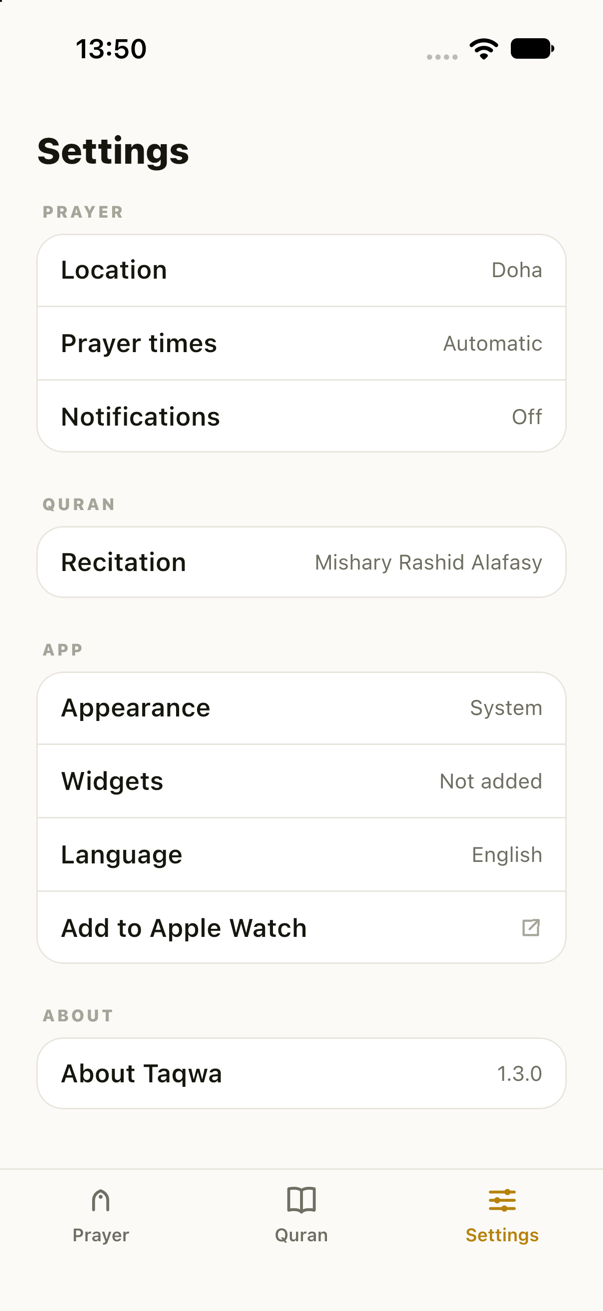 13:50
Settings
PRAYER
Location Doha
Prayer times Automatic
Notifications Off
QURAN
Recitation Mishary Rashid Alafasy
APP
Appearance System
Widgets Not added
Language English
Add to Apple Watch
ABOUT
About Taqwa 1.3.0
Prayer Quran Settings